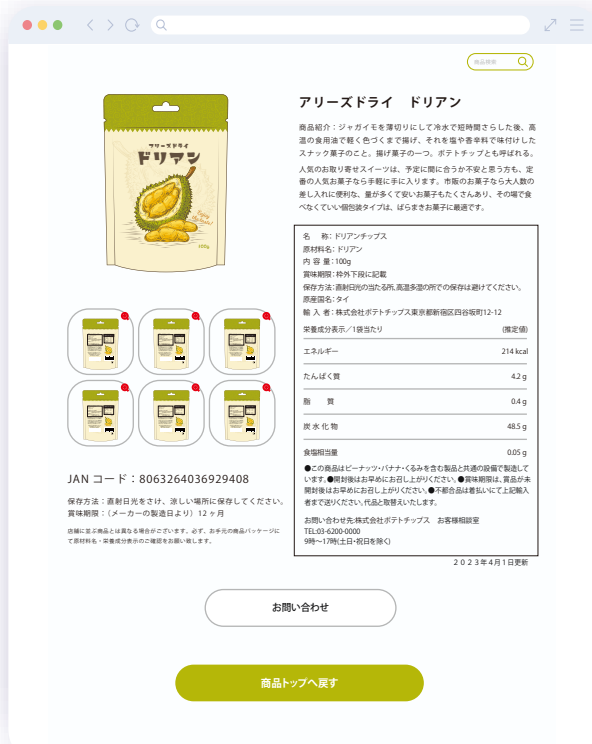 商品検索
アリーズドライ　ドリアン
商品紹介：ジャガイモを薄切りにして冷水で短時間さらした後、高
温の食用油で軽く色づくまで揚げ、それを塩や香辛料で味付けした
スナック菓子のこと。揚げ菓子の一つ。ポテトチップとも呼ばれる。
人気のお取り寄せスイーツは、予定に間に合うか不安と思う方も、定
番の人気お菓子なら手軽に手に入ります。市販のお菓子なら大人数の
差し入れに便利な、量が多くて安いお菓子もたくさんあり、その場で食
べなくていい個包装タイプは、ばらまきお菓子に最適です。
フリーズドライ
ドリアン
100g
名　称：ドリアンチップス
原材料名：ドリアン
内 容 量：100g
賞味期限：枠外下段に記載
保存方法：直射日光の当たる所、高温多湿の所での保存は避けてください。
原産国名：タイ
輸 入 者：株式会社ポテトチップス東京都新宿区四谷坂町12-12
栄養成分表示／1袋当たり (推定値)
エネルギー 214 kcal
たんぱく質 4.2 g
脂　質 0.4 g
炭 水 化 物 48.5 g
食塩相当量 0.05 g
●この商品はピーナッツ・バナナ・くるみを含む製品と共通の設備で製造して
います。●開封後はお早めにお召し上がりください。●賞味期限は、賞品が未
開封後はお早めにお召し上がりください。●不都合品は着払いにて上記輸入
者まで送りください。代品と取替えいたします。
お問い合わせ先:株式会社ポテトチップス　お客様相談室
TEL:03-6200-0000
9時〜17時(土日・祝日を除く)
２０２３年４月１日更新
JAN コード：8063264036929408
保存方法：直射日光をさけ、涼しい場所に保存してください。
賞味期限：（メーカーの製造日より）12ヶ月
店舗に並ぶ商品とは異なる場合がございます。必ず、お手元の商品パッケージに
て原材料名・栄養成分表示のご確認をお願い致します。
お問い合わせ
商品トップへ戻す